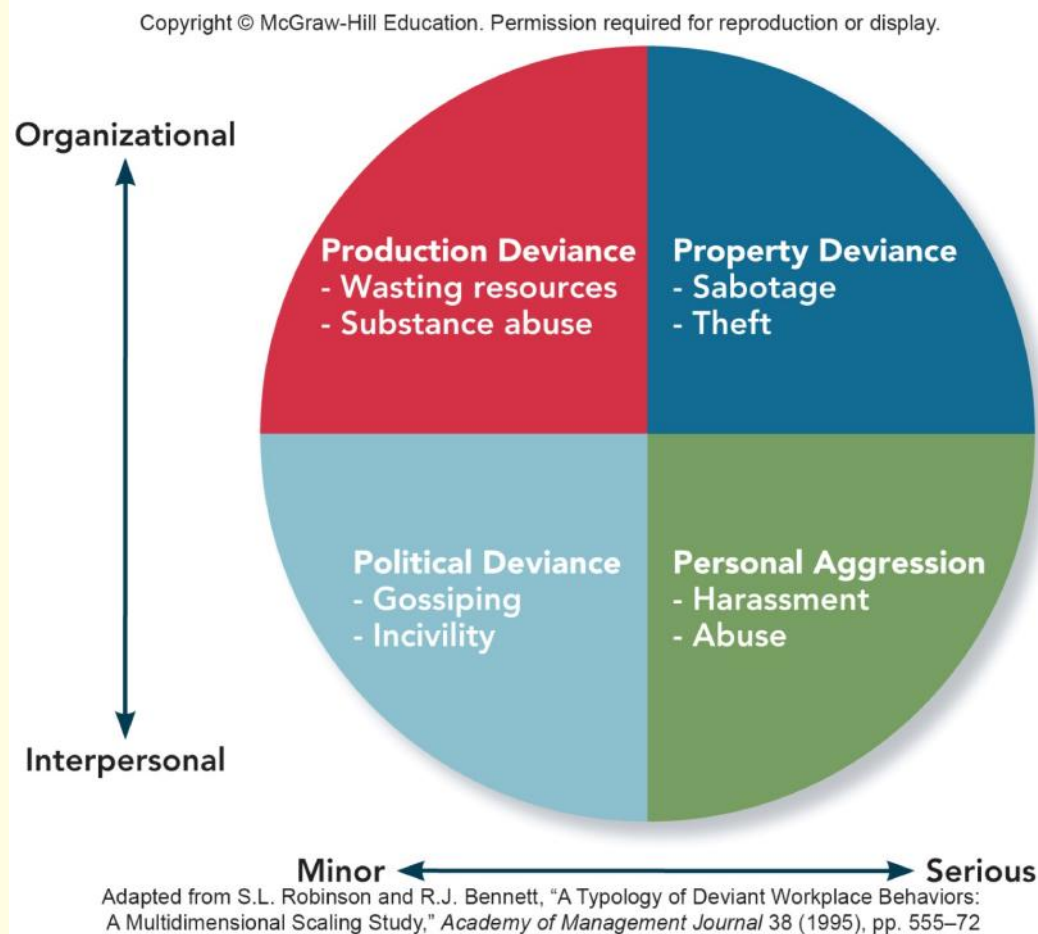 Copyright © McGraw-Hill Education. Permission required for reproduction or display.
Organizational
Production Deviance
- Wasting resources
- Substance abuse
Property Deviance
- Sabotage
- Theft
Political Deviance
- Gossiping
- Incivility
Personal Aggression
- Harassment
- Abuse
Interpersonal
Minor
Serious
Adapted from S.L. Robinson and R.J. Bennett, “A Typology of Deviant Workplace Behaviors:
A Multidimensional Scaling Study,” Academy of Management Journal 38 (1995), pp. 555–72